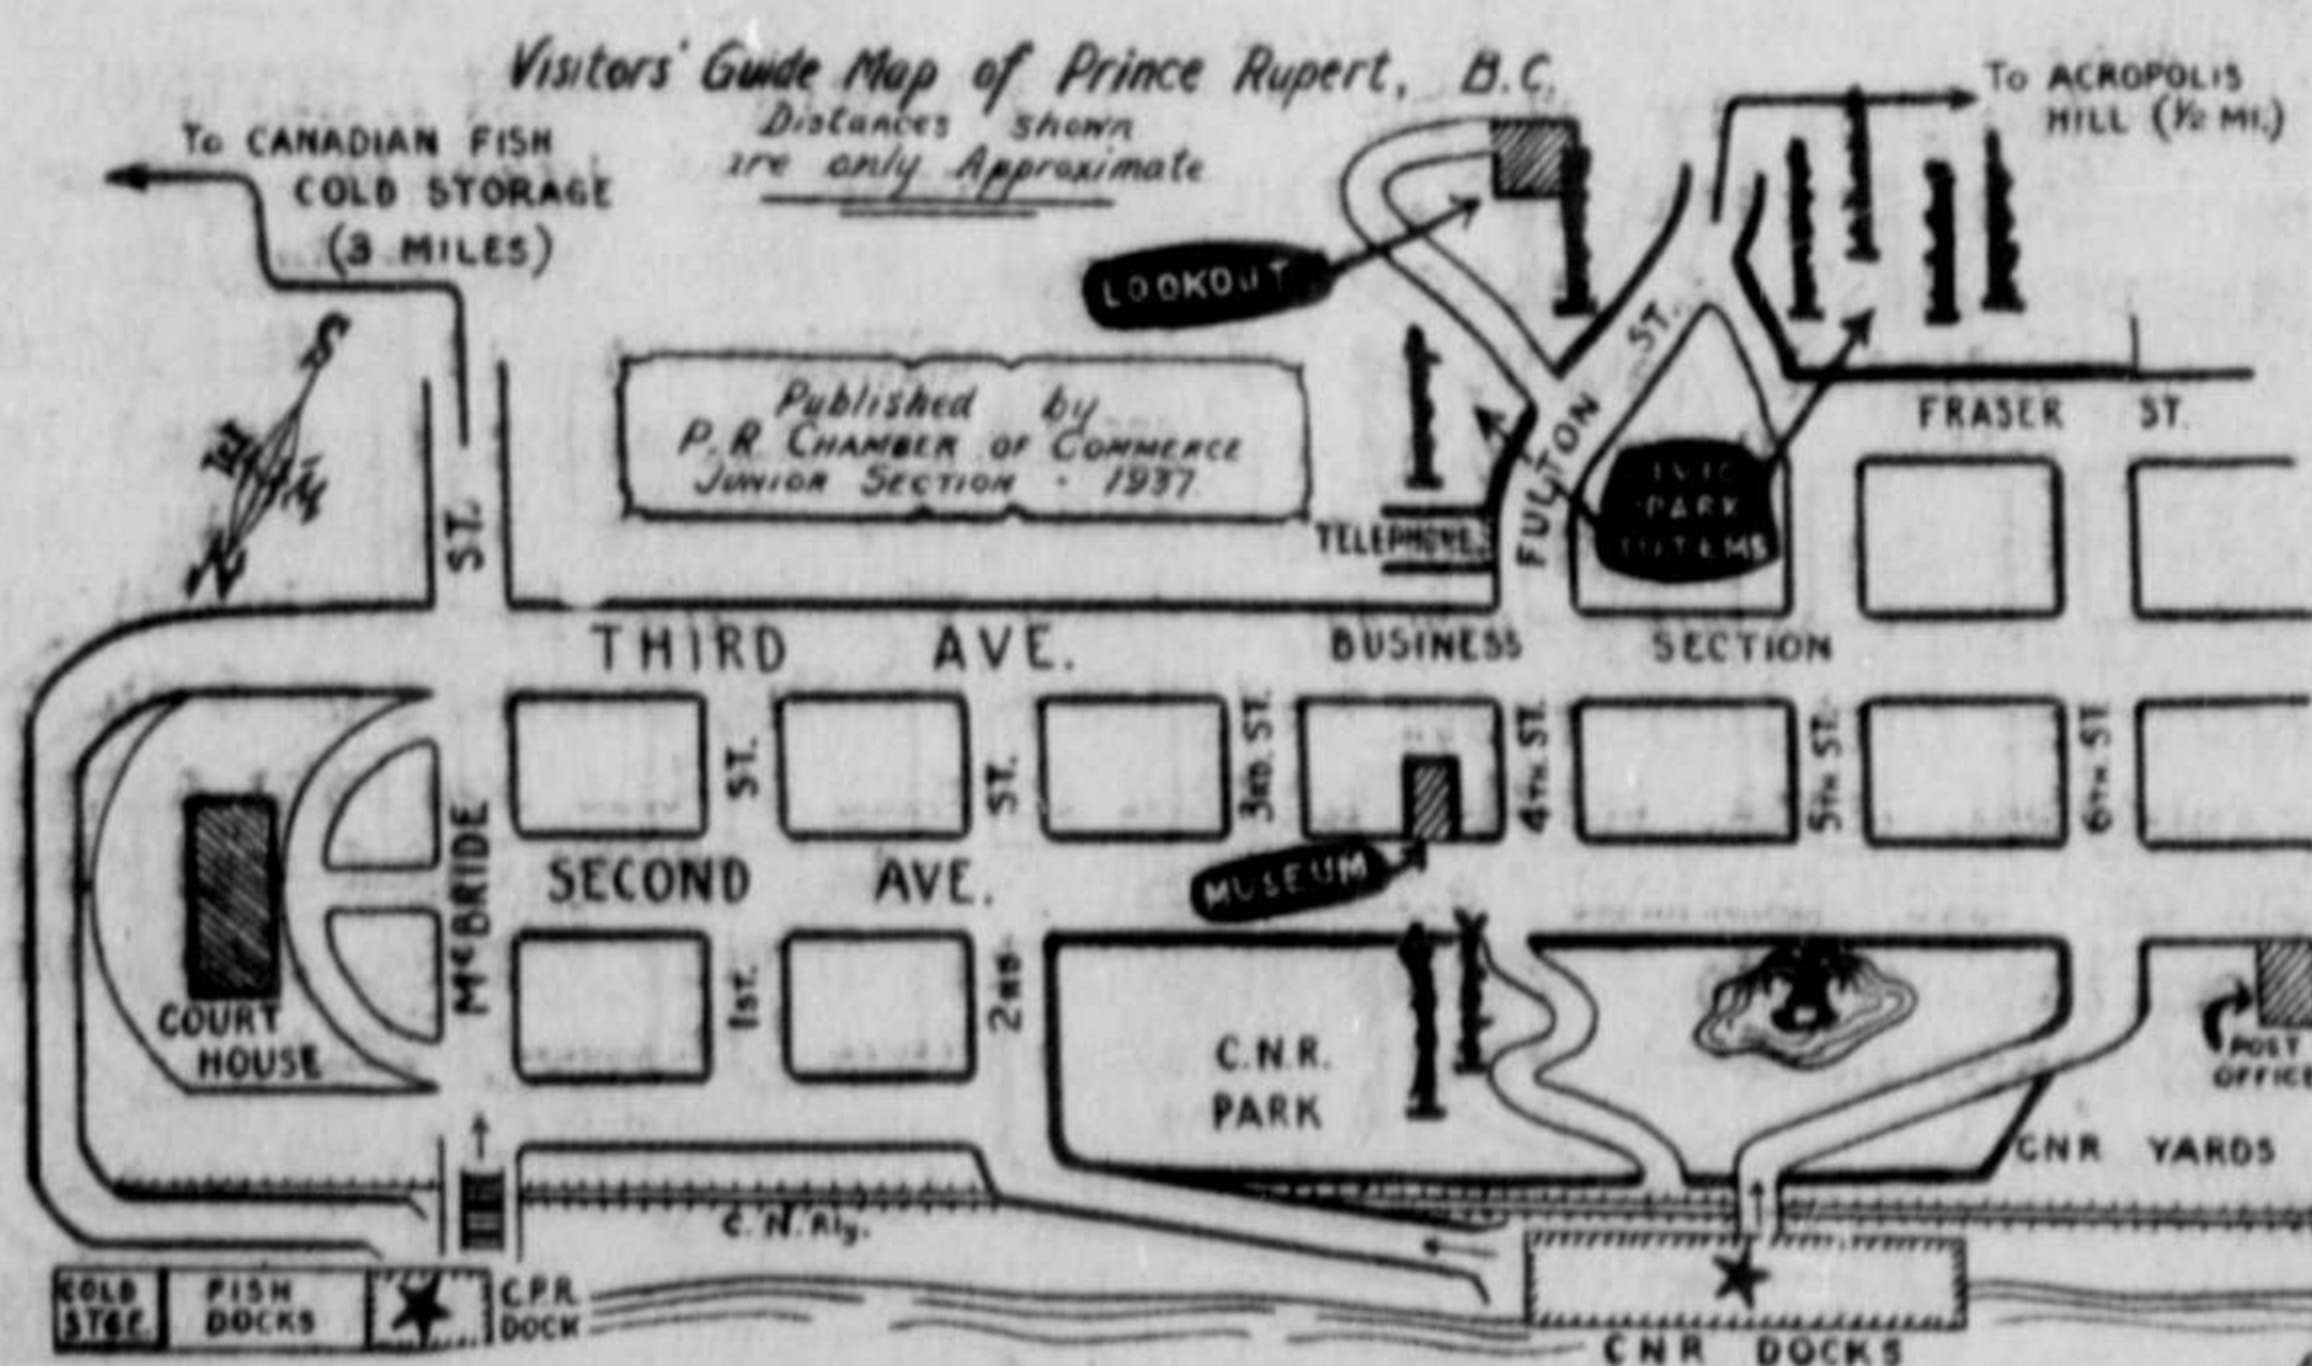 Visitors' Guide Map of Prince Rupert, B.C.
Distances shown
are only Approximate
To CANADIAN FISH
COLD STORAGE
(3 MILES)
To ACROPOLIS
HILL (½ MI.)
LOOKOUT
S
E
W
N
Published by
P. R. CHAMBER OF COMMERCE
JUNIOR SECTION - 1937
TELEPHONES
FULTON ST.
FRASER ST.
CIVIC
PARK
TOTEMS
THIRD AVE.
BUSINESS SECTION
McBRIDE ST.
1ST. ST.
2ND. ST.
3RD. ST.
4TH. ST.
5TH. ST.
6TH. ST
SECOND AVE.
MUSEUM
COURT
HOUSE
C.N.R.
PARK
POST
OFFICE
CNR YARDS
C.N.Rly.
COLD
STGE.
FISH
DOCKS
C.P.R.
DOCK
CNR DOCKS